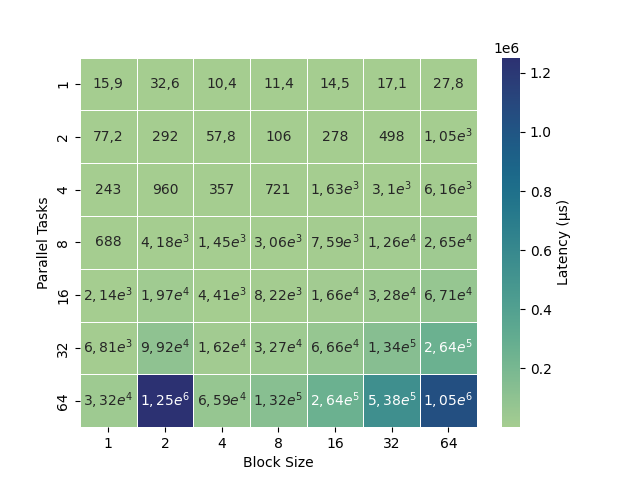 1e6
1 15,9 32,6 10,4 11,4 14,5 17,1 27,8
2 77,2 292 57,8 106 278 498 1,05e³
4 243 960 357 721 1,63e³ 3,1e³ 6,16e³
8 688 4,18e³ 1,45e³ 3,06e³ 7,59e³ 1,26e⁴ 2,65e⁴
16 2,14e³ 1,97e⁴ 4,41e³ 8,22e³ 1,66e⁴ 3,28e⁴ 6,71e⁴
32 6,81e³ 9,92e⁴ 1,62e⁴ 3,27e⁴ 6,66e⁴ 1,34e⁵ 2,64e⁵
64 3,32e⁴ 1,25e⁶ 6,59e⁴ 1,32e⁵ 2,64e⁵ 5,38e⁵ 1,05e⁶
1 2 4 8 16 32 64
Block Size
Parallel Tasks
1.2
1.0
0.8
0.6
0.4
0.2
Latency (µs)